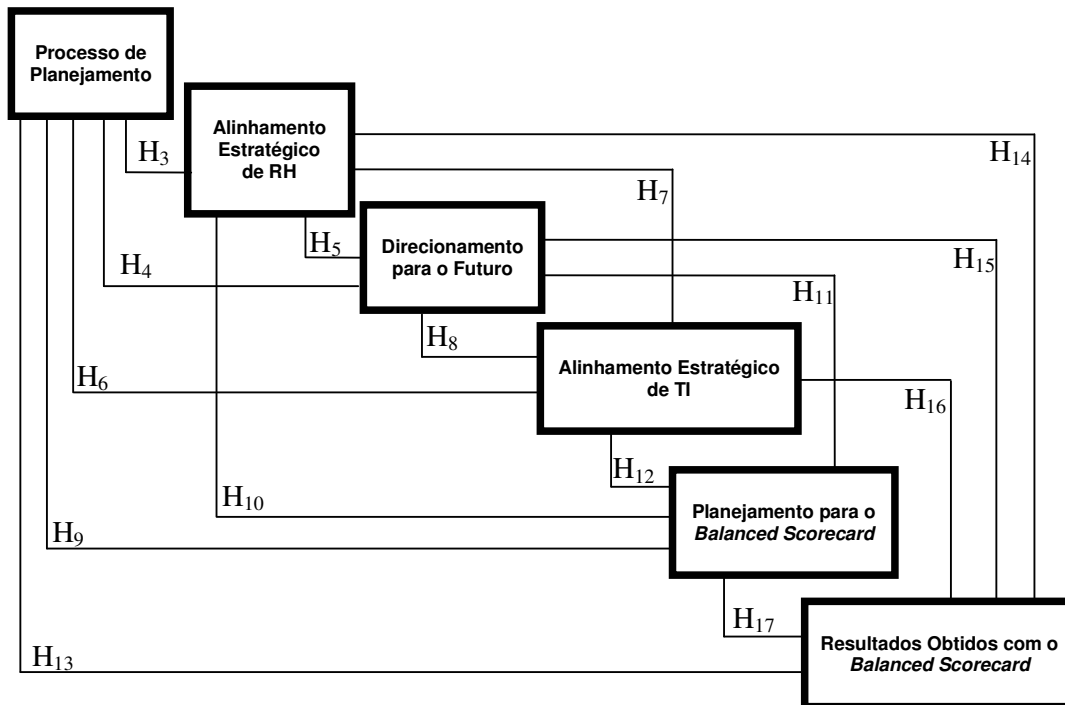 Processo de
Planejamento
Alinhamento
Estratégico
de RH
H₃
H₁₄
H₇
Direcionamento
para o Futuro
H₅
H₄
H₁₅
H₁₁
H₈
Alinhamento Estratégico
de TI
H₆
H₁₆
H₁₂
H₁₀
Planejamento para o
Balanced Scorecard
H₉
H₁₇
Resultados Obtidos com o
Balanced Scorecard
H₁₃